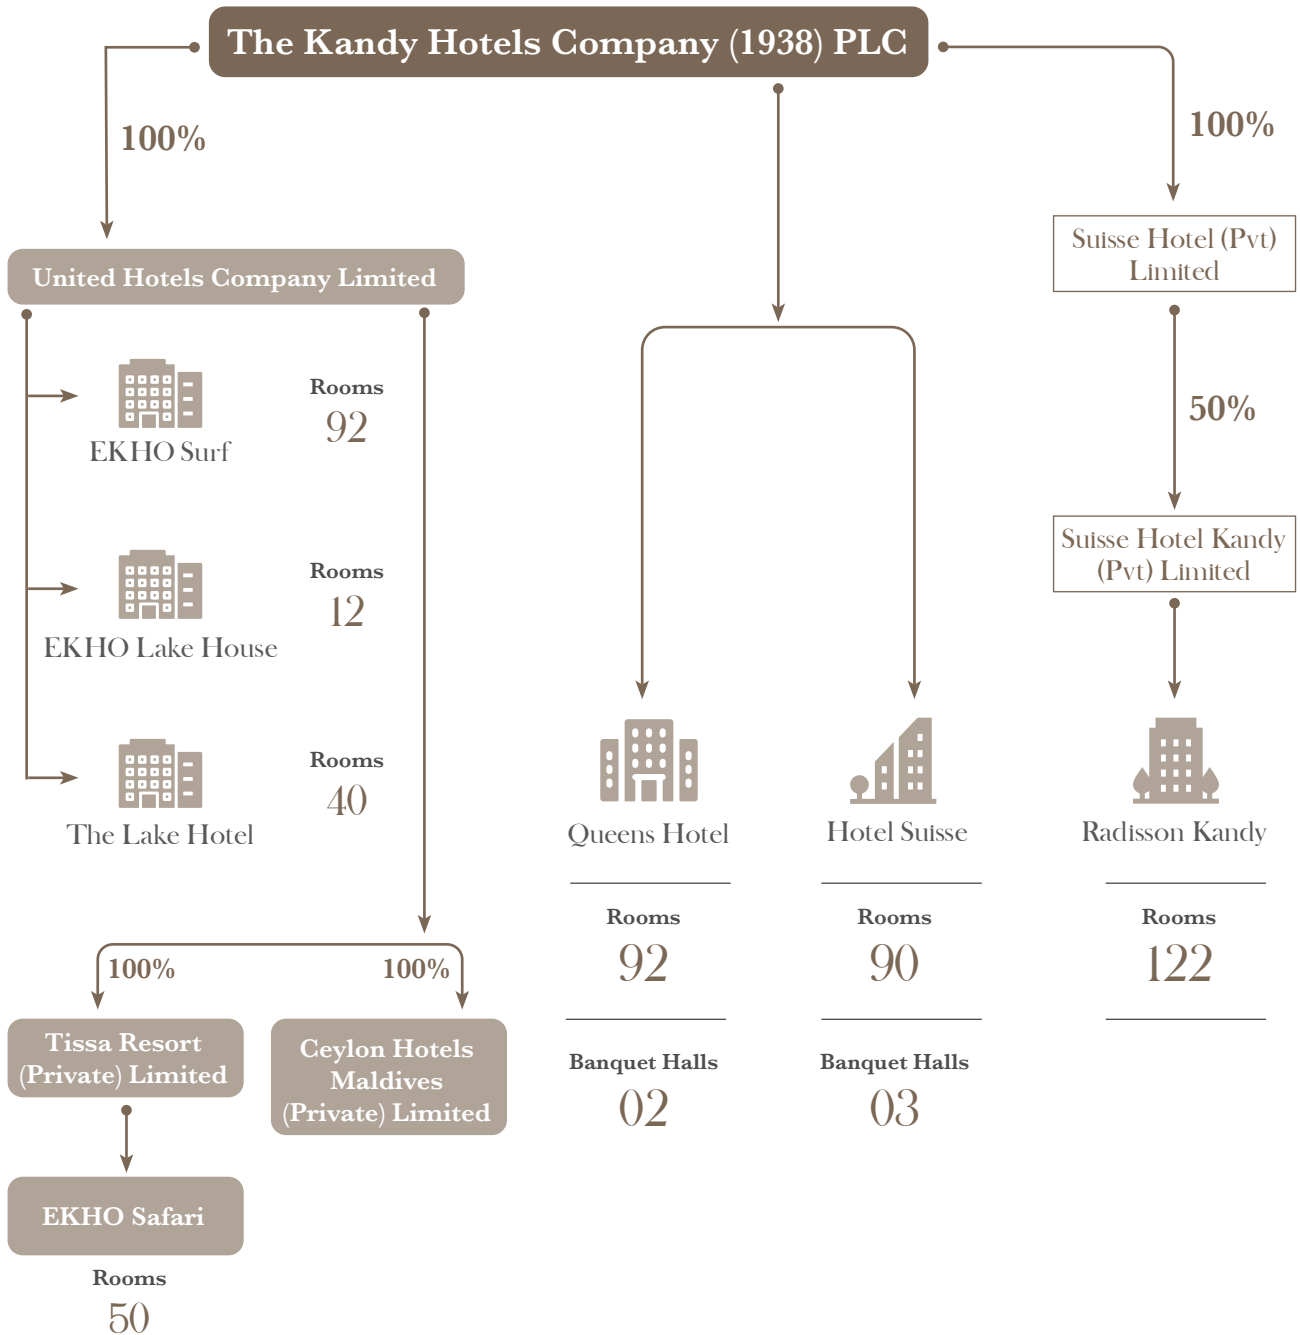 The Kandy Hotels Company (1938) PLC
100%
United Hotels Company Limited
EKHO Surf
Rooms
92
EKHO Lake House
Rooms
12
The Lake Hotel
Rooms
40
100%
Tissa Resort
(Private) Limited
EKHO Safari
Rooms
50
100%
Ceylon Hotels
Maldives
(Private) Limited
Queens Hotel
Rooms
92
Banquet Halls
02
Hotel Suisse
Rooms
90
Banquet Halls
03
100%
Suisse Hotel (Pvt)
Limited
50%
Suisse Hotel Kandy
(Pvt) Limited
Radisson Kandy
Rooms
122